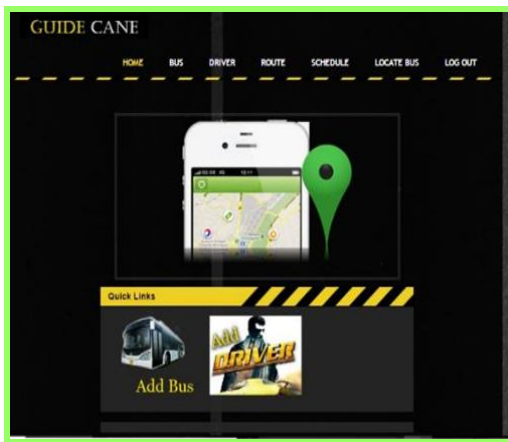 GUIDE CANE
HOME BUS DRIVER ROUTE SCHEDULE LOCATE BUS LOG OUT
Quick Links
Add
DRIVER
Add Bus